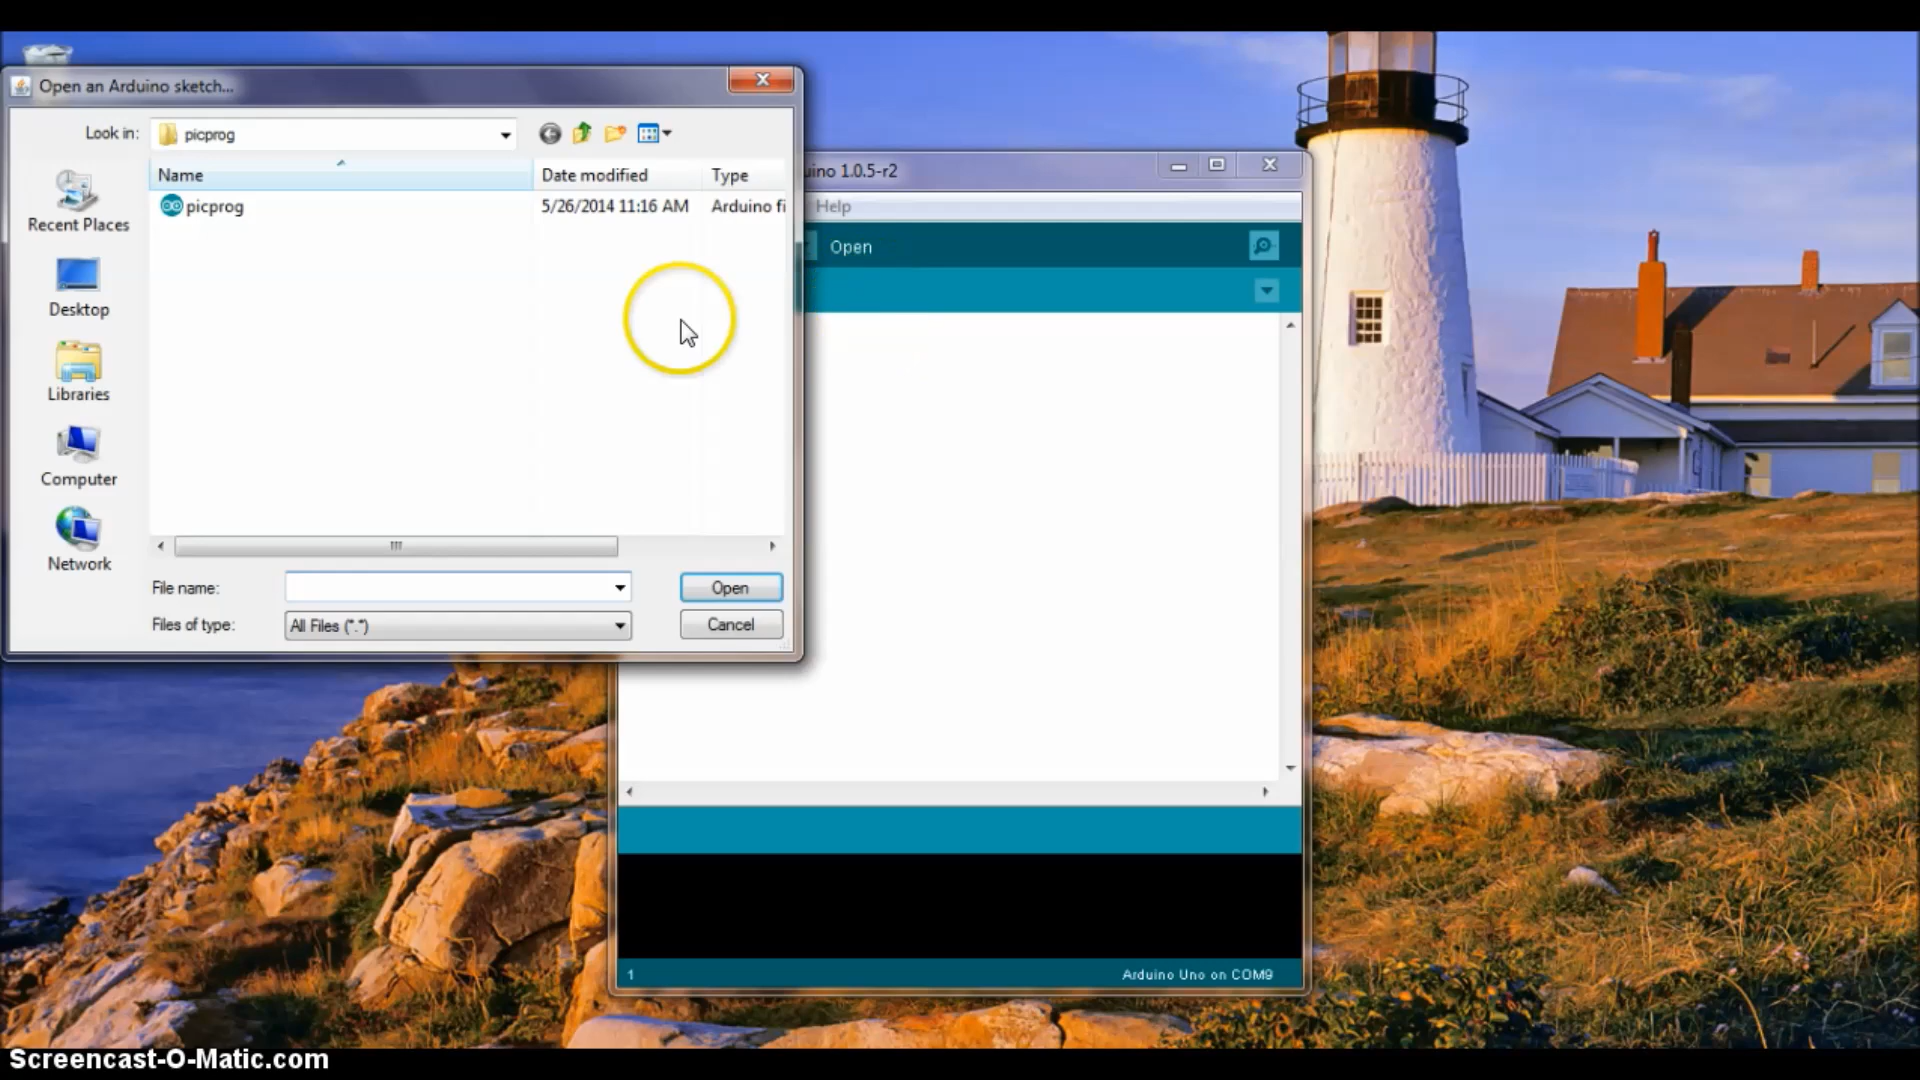 Open an Arduino sketch...
Look in:
picprog
Name
Date modified
Type
picprog
5/26/2014 11:16 AM
Arduino fi
Recent Places
Desktop
Libraries
Computer
Network
File name:
Open
Files of type:
All Files (*.*)
Cancel
uino 1.0.5-r2
Help
Open
1
Arduino Uno on COM9
Screencast-O-Matic.com